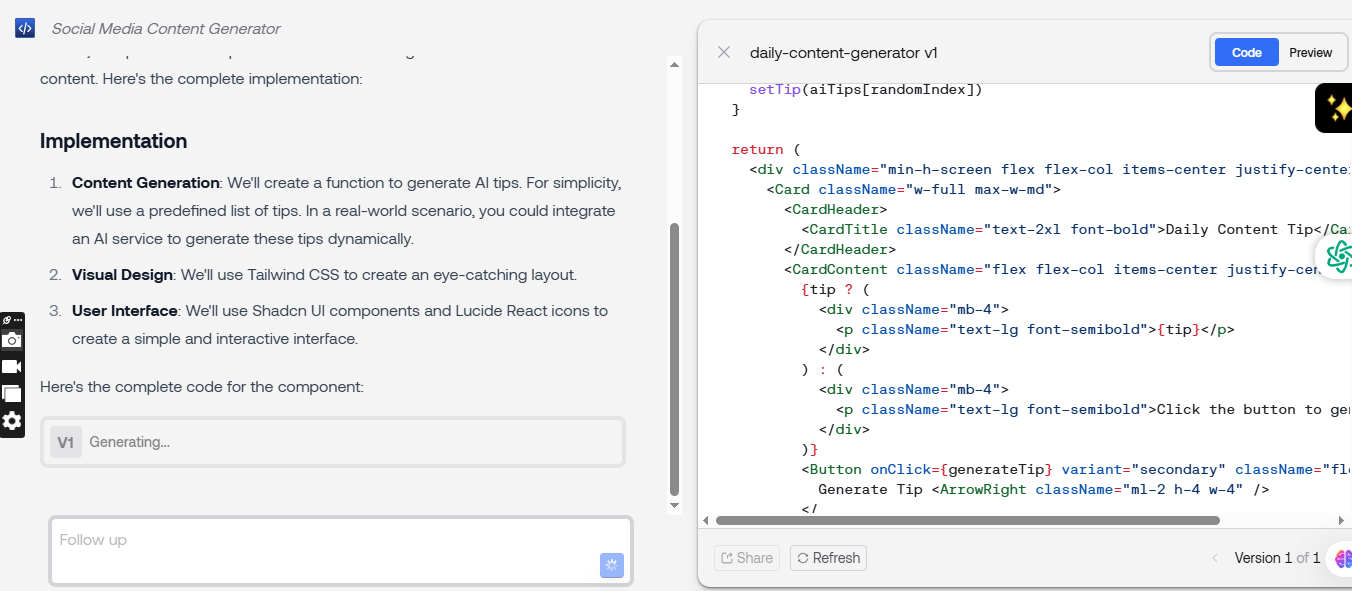 Social Media Content Generator
content. Here's the complete implementation:
Implementation
1. Content Generation: We'll create a function to generate AI tips. For simplicity,
we'll use a predefined list of tips. In a real-world scenario, you could integrate
an AI service to generate these tips dynamically.
2. Visual Design: We'll use Tailwind CSS to create an eye-catching layout.
3. User Interface: We'll use Shadcn UI components and Lucide React icons to
create a simple and interactive interface.
Here's the complete code for the component:
V1 Generating...
Follow up
daily-content-generator v1
Code Preview
setTip(aiTips[randomIndex])
}
return (
<div className="min-h-screen flex flex-col items-center justify-cente
<Card className="w-full max-w-md">
<CardHeader>
<CardTitle className="text-2xl font-bold">Daily Content Tip</Car
</CardHeader>
<CardContent className="flex flex-col items-center justify-cen
{tip ? (
<div className="mb-4">
<p className="text-lg font-semibold">{tip}</p>
</div>
) : (
<div className="mb-4">
<p className="text-lg font-semibold">Click the button to gen
</div>
)}
<Button onClick={generateTip} variant="secondary" className="fle
Generate Tip <ArrowRight className="ml-2 h-4 w-4" />
</
Share Refresh
Version 1 of 1